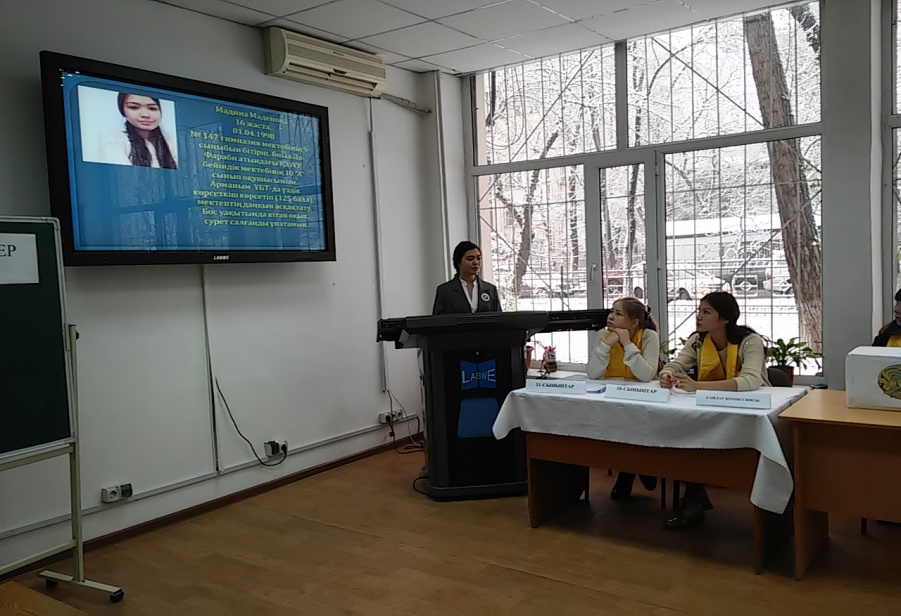 Мадина Маденова
16 жаста,
01.04.1998
№ 147 гимназия мектебінің 9
сыныбын бітіріп, биыл Әл-
Фараби атындағы ҚазҰУ
бейіндік мектебінің 10 "Ә"
сынып оқушысымын.
Арманым ҰБТ-да үздік
көрсеткіш көрсетіп (125 балл),
мектептің даңқын асқақтату.
Бос уақытымда кітап оқып,
сурет салғанды ұнатамын.
LABWE
ЕР
LABWE
11-СЫНЫПТАР
10-СЫНЫПТАР
САЙЛАУ КОМИССИЯСЫ